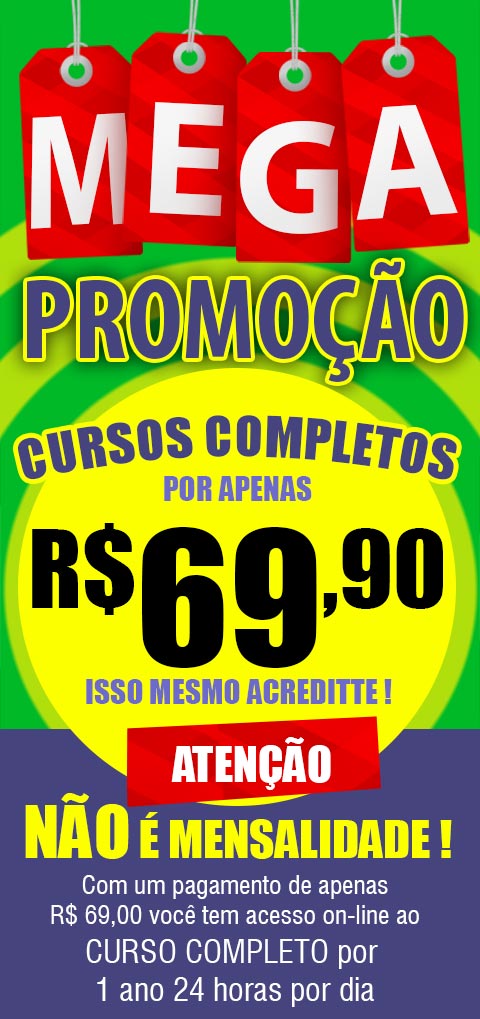 MEGA
PROMOÇÃO
CURSOS COMPLETOS
POR APENAS
R$69,90
ISSO MESMO ACREDITTE !
ATENÇÃO
NÃO É MENSALIDADE !
Com um pagamento de apenas
R$ 69,00 você tem acesso on-line ao
CURSO COMPLETO por
1 ano 24 horas por dia